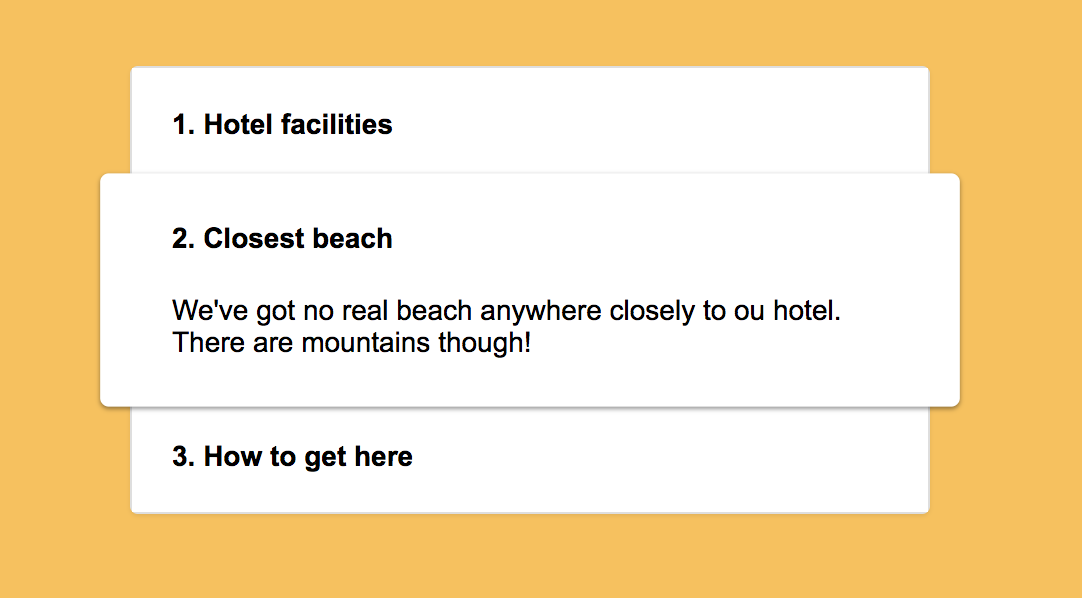 1. Hotel facilities
2. Closest beach
We've got no real beach anywhere closely to ou hotel.
There are mountains though!
3. How to get here